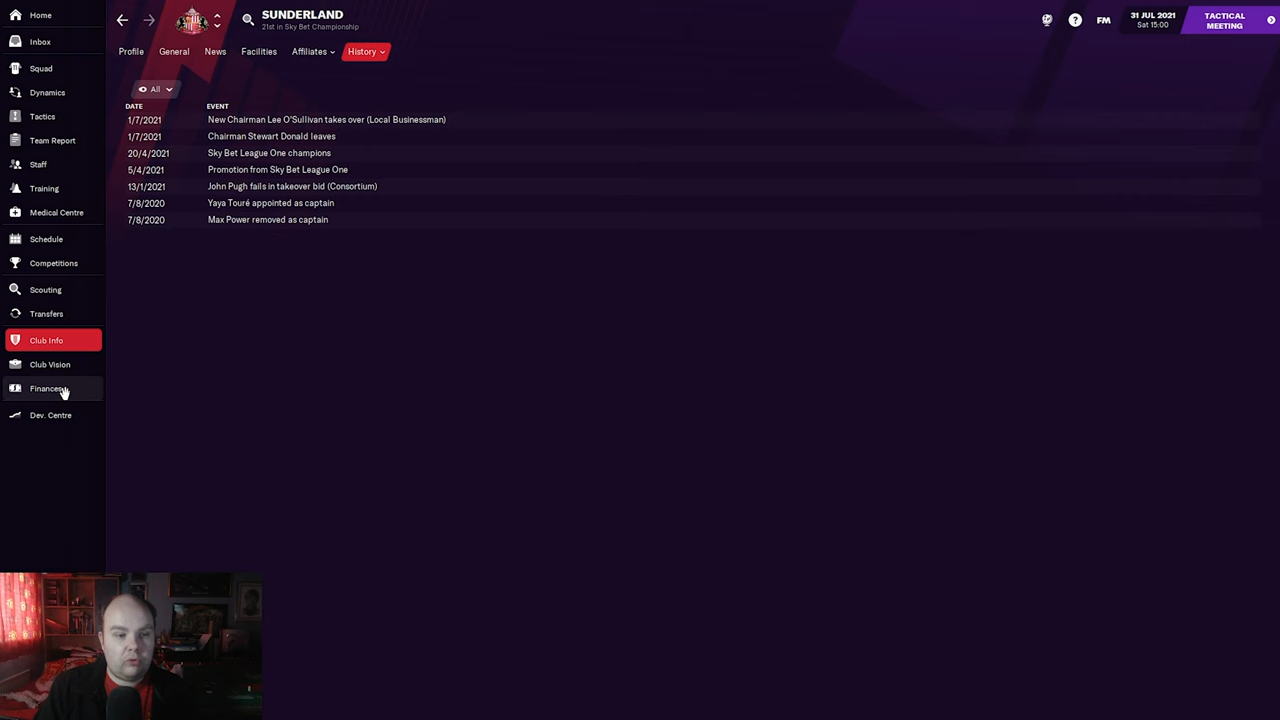 Home
Inbox
Squad
Dynamics
Tactics
Team Report
Staff
Training
Medical Centre
Schedule
Competitions
Scouting
Transfers
Club Info
Club Vision
Finances
Dev. Centre
SUNDERLAND
21st in Sky Bet Championship
FM
31 JUL 2021
Sat 15:00
TACTICAL
MEETING
Profile General News Facilities Affiliates History
All
DATE EVENT
1/7/2021 New Chairman Lee O'Sullivan takes over (Local Businessman)
1/7/2021 Chairman Stewart Donald leaves
20/4/2021 Sky Bet League One champions
5/4/2021 Promotion from Sky Bet League One
13/1/2021 John Pugh fails in takeover bid (Consortium)
7/8/2020 Yaya Touré appointed as captain
7/8/2020 Max Power removed as captain